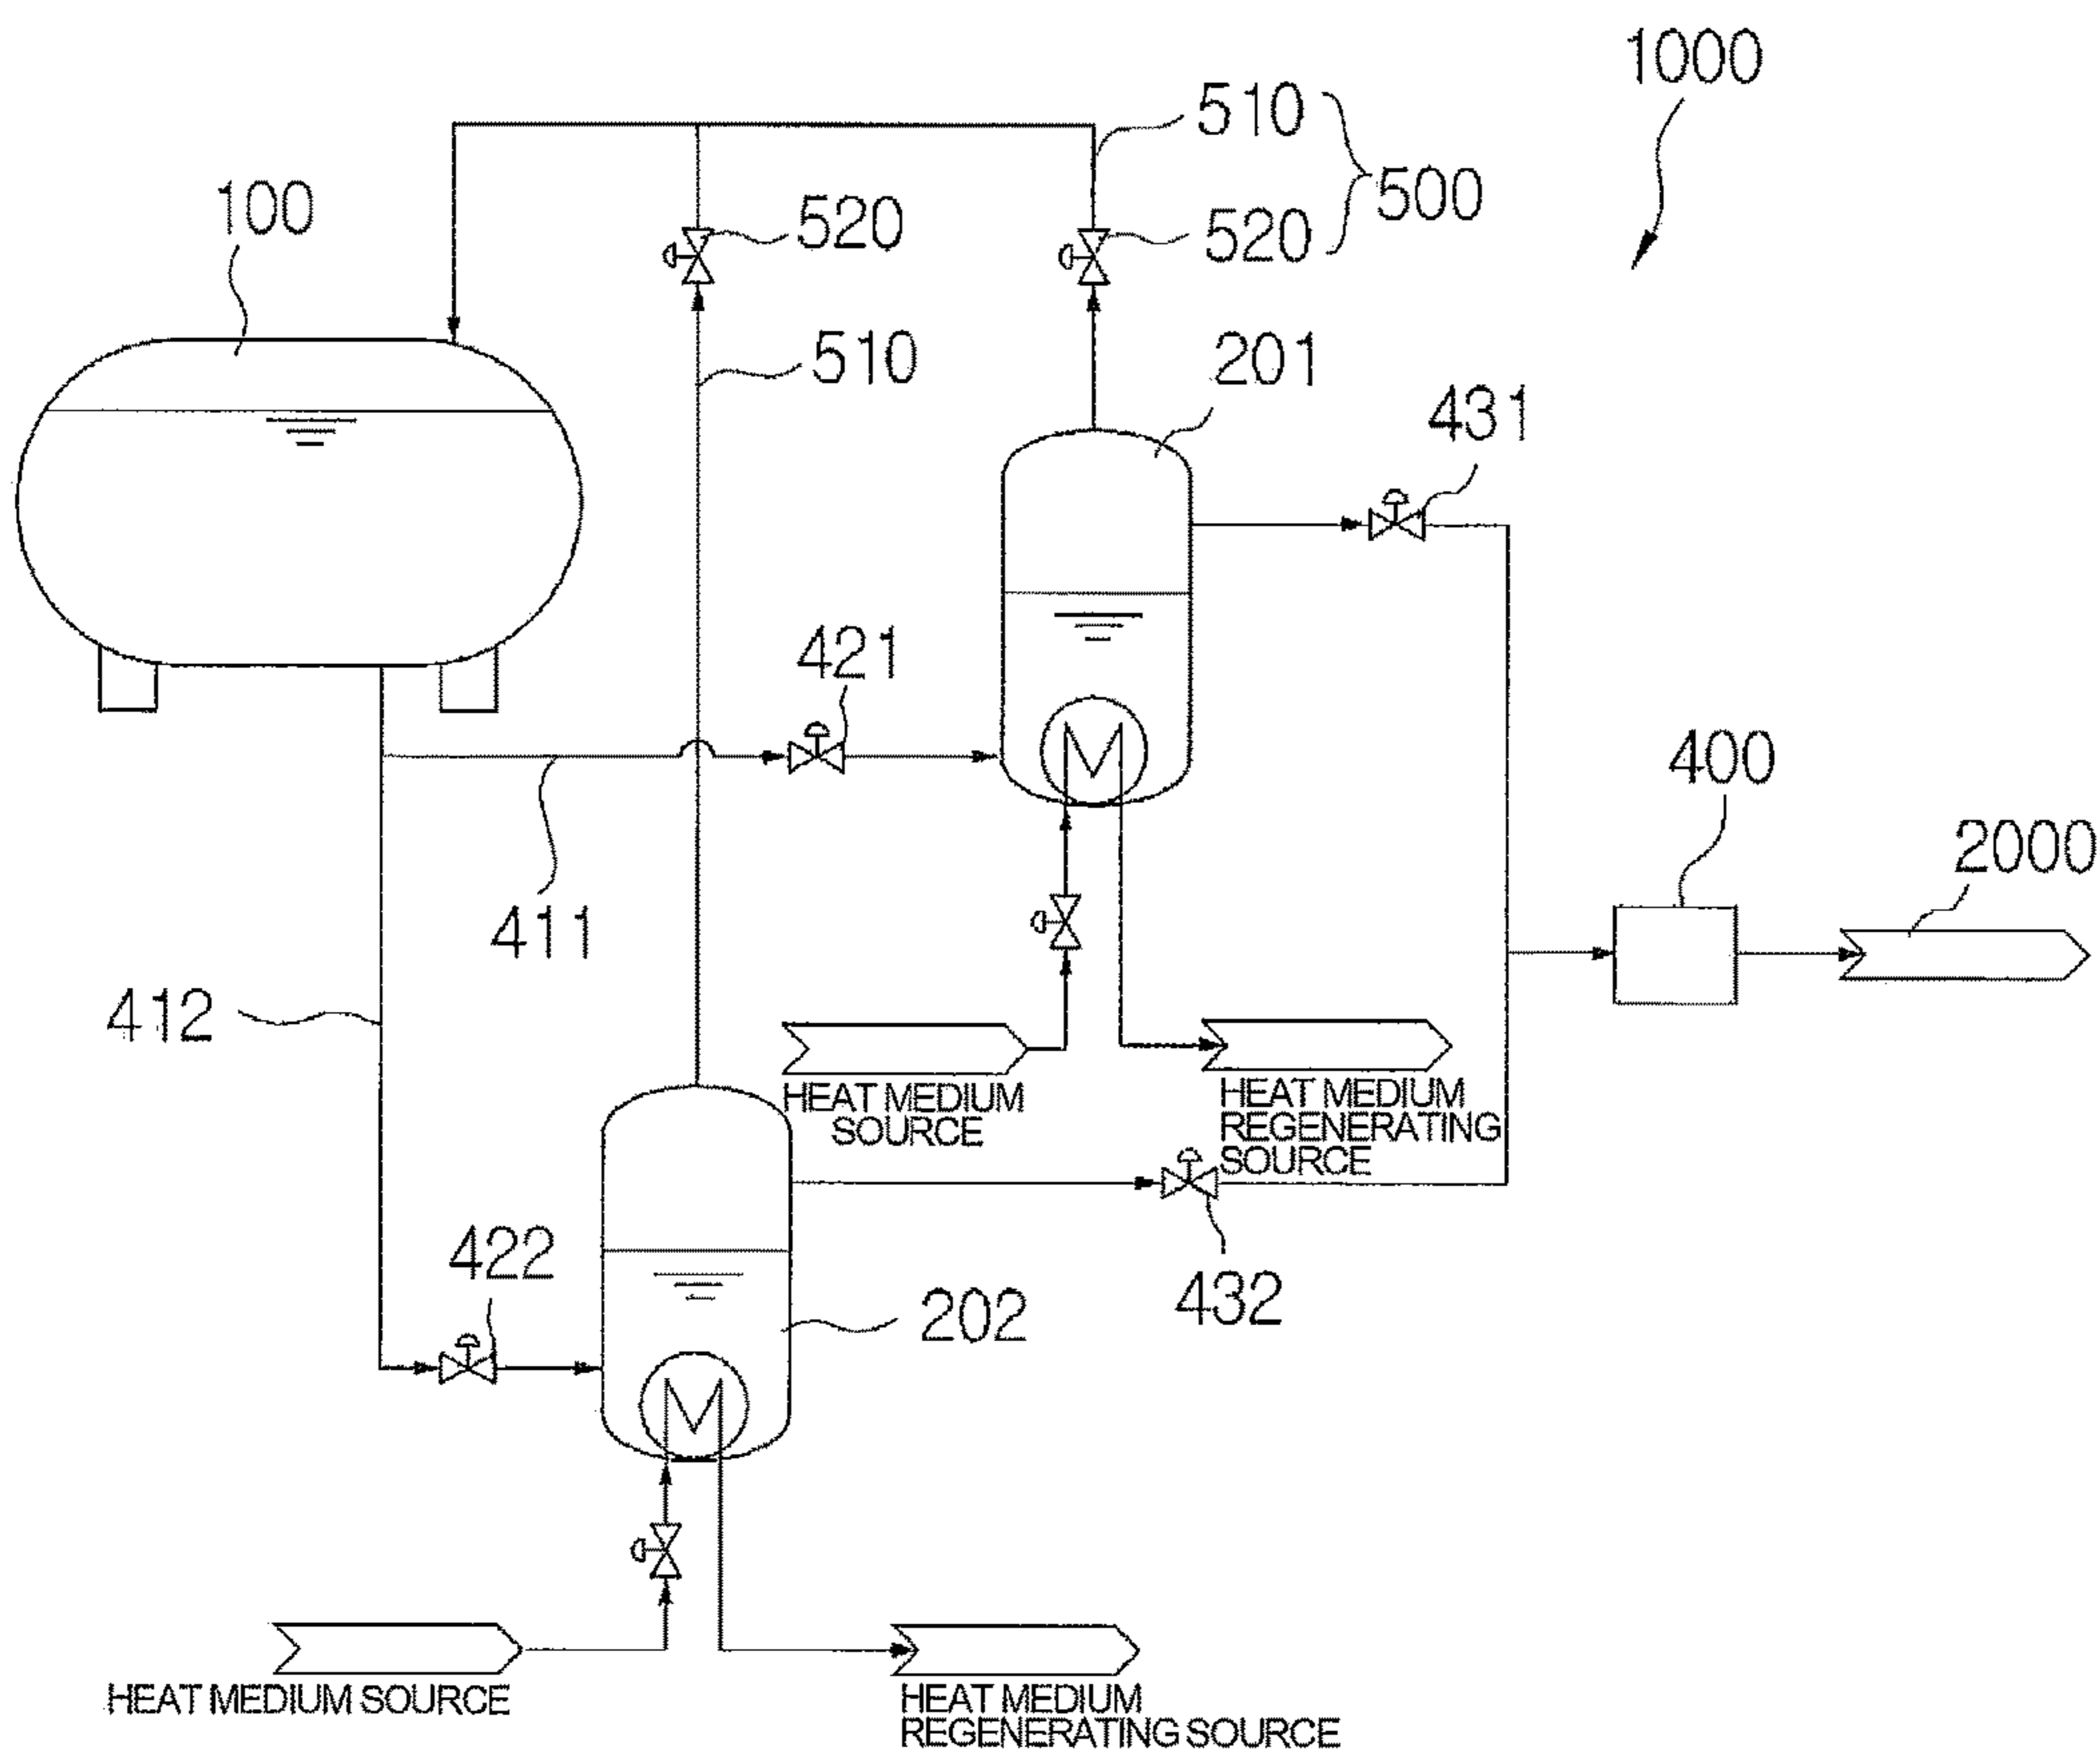 1000
510
500
100
520
520
510
201
431
421
400
2000
411
412
HEAT MEDIUM
SOURCE
HEAT MEDIUM
REGENERATING
SOURCE
422
432
202
HEAT MEDIUM SOURCE
HEAT MEDIUM
REGENERATING SOURCE